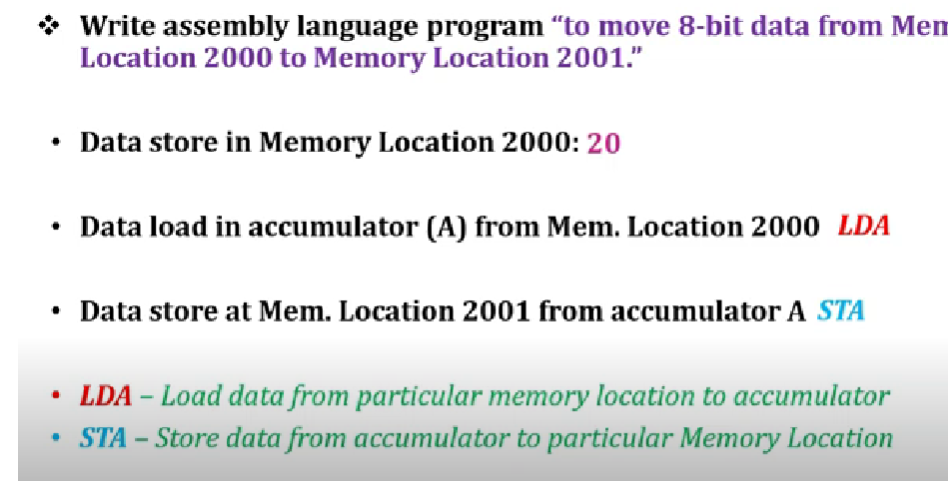 ❖ Write assembly language program “to move 8-bit data from
Location 2000 to Memory Location 2001.”
• Data store in Memory Location 2000: 20
• Data load in accumulator (A) from Mem. Location 2000 LDA
• Data store at Mem. Location 2001 from accumulator A STA
• LDA – Load data from particular memory location to accumulator
• STA – Store data from accumulator to particular Memory Location